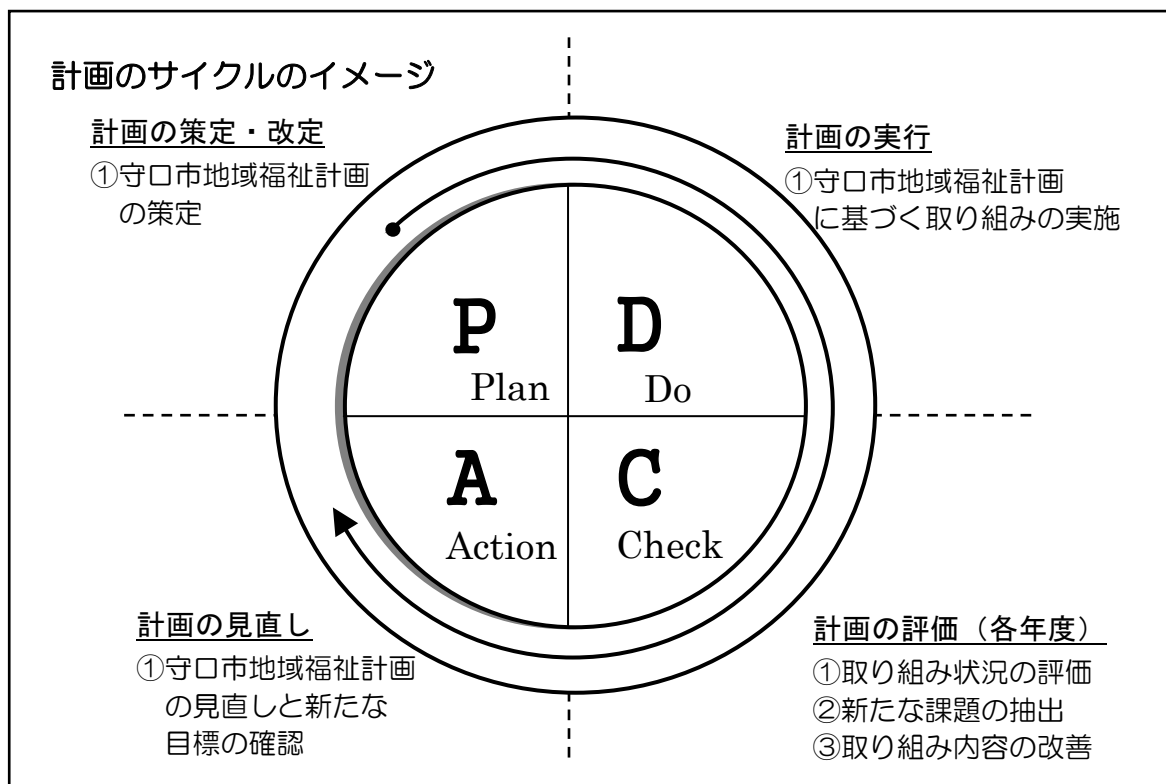 計画のサイクルのイメージ
計画の策定・改定
①守口市地域福祉計画
の策定
計画の実行
①守口市地域福祉計画
に基づく取り組みの実施
P
Plan
D
Do
A
Action
C
Check
計画の見直し
①守口市地域福祉計画
の見直しと新たな
目標の確認
計画の評価（各年度）
①取り組み状況の評価
②新たな課題の抽出
③取り組み内容の改善